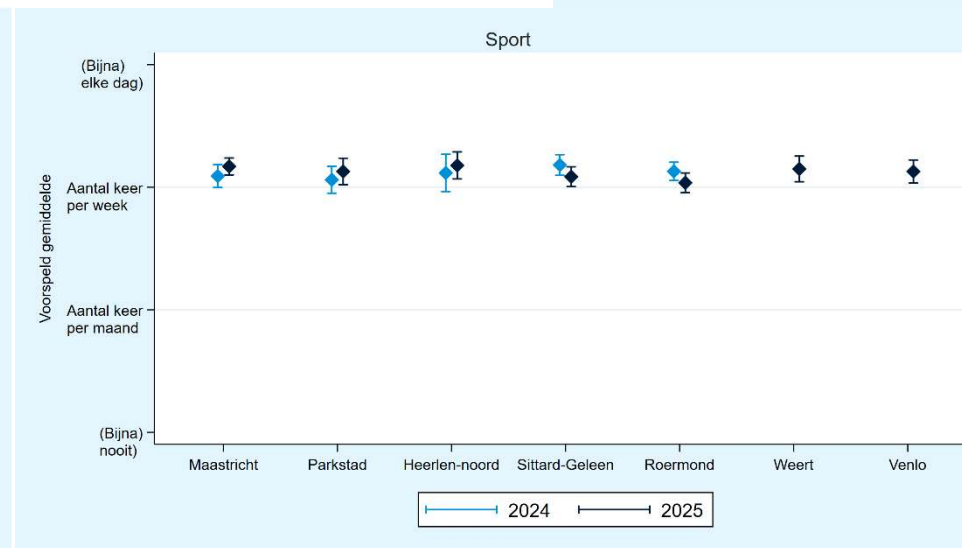 Sport
(Bijna)
elke dag)
Aantal keer
per week
Aantal keer
per maand
(Bijna)
nooit)
Voorspeld gemiddelde
Maastricht
Parkstad
Heerlen-noord
Sittard-Geleen
Roermond
Weert
Venlo
2024
2025